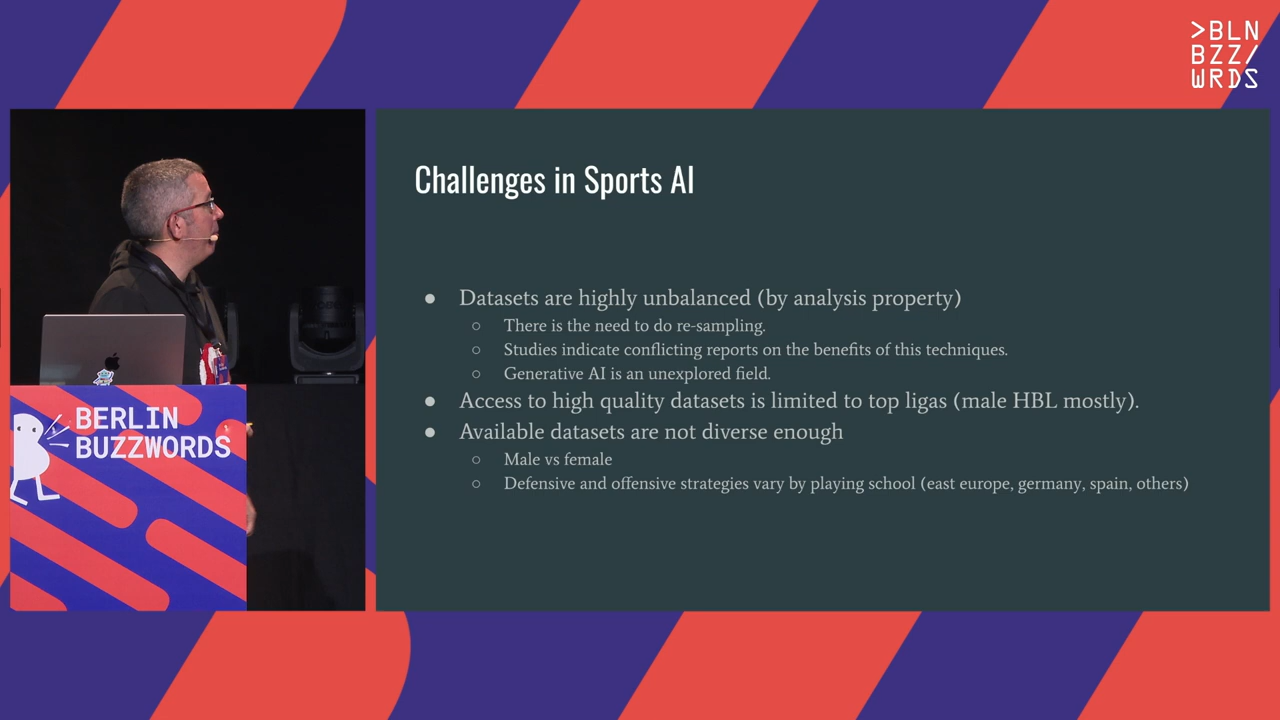 >BLN
BZZ/
WRDS
Challenges in Sports AI
● Datasets are highly unbalanced (by analysis property)
○ There is the need to do re-sampling.
○ Studies indicate conflicting reports on the benefits of this techniques.
○ Generative AI is an unexplored field.
● Access to high quality datasets is limited to top ligas (male HBL mostly).
● Available datasets are not diverse enough
○ Male vs female
○ Defensive and offensive strategies vary by playing school (east europe, germany, spain, others)
BERLIN
BUZZWORDS